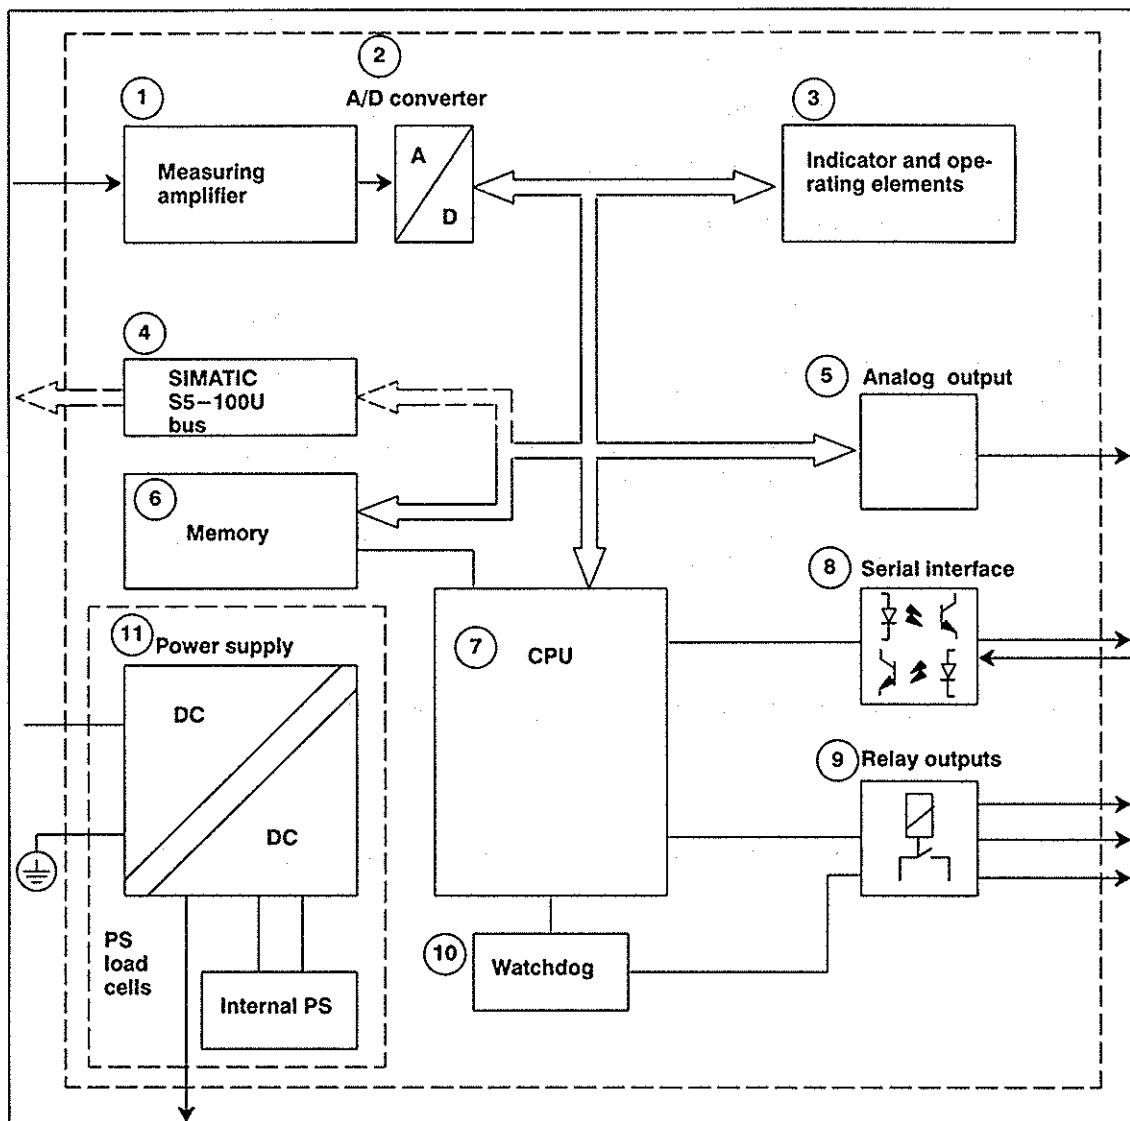 2
A/D converter
1
3
Measuring
amplifier
A
D
Indicator and ope-
rating elements
4
SIMATIC
S5-100U
bus
5 Analog output
6
Memory
8 Serial interface
7
CPU
11 Power supply
DC
DC
9 Relay outputs
PS
load
cells
Internal PS
10
Watchdog